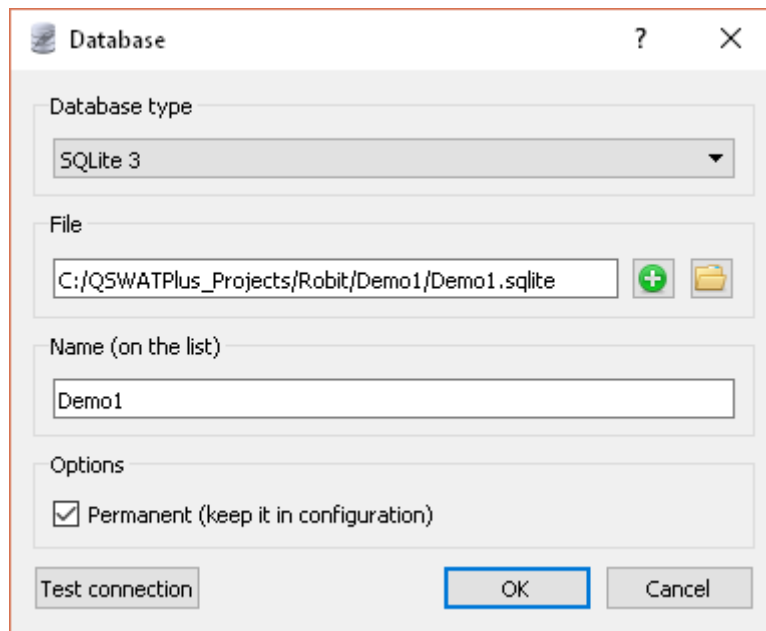 Database
?
Database type
SQLite 3
File
C:/QSWATPlus_Projects/Robit/Demo1/Demo1.sqlite
Name (on the list)
Demo1
Options
Permanent (keep it in configuration)
Test connection
OK
Cancel